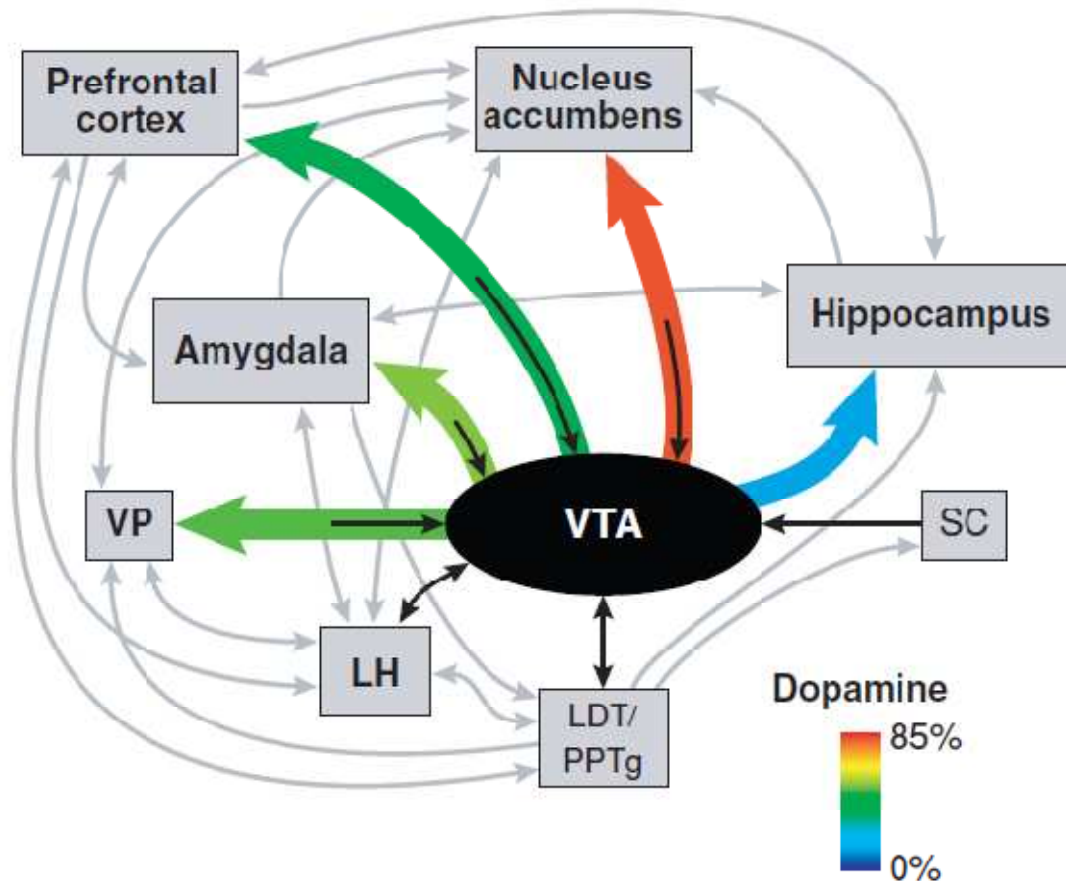 Prefrontal
cortex
Nucleus
accumbens
Hippocampus
Amygdala
VP
VTA
SC
LH
LDT/
PPTg
Dopamine
85%
0%